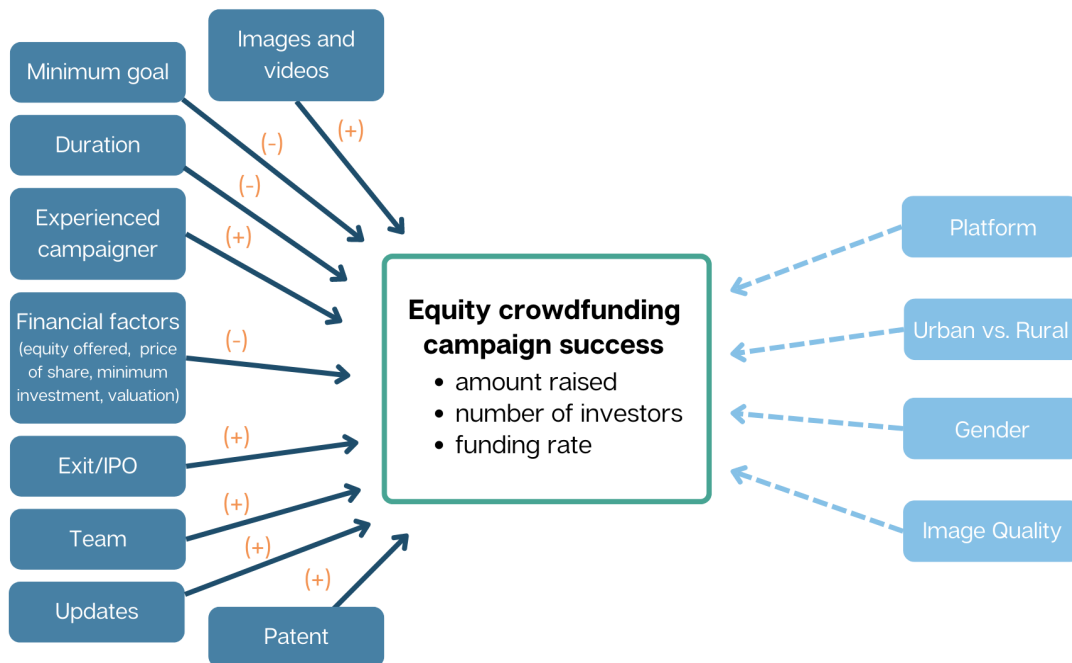 Images and
videos
Minimum goal
(-)
(+)
Duration
(-)
Experienced
campaigner
(+)
Financial factors
(equity offered, price
of share, minimum
investment, valuation)
(-)
Exit/IPO
(+)
Team
(+)
Updates
(+)
Patent
(+)
Equity crowdfunding
campaign success
• amount raised
• number of investors
• funding rate
Platform
Urban vs. Rural
Gender
Image Quality